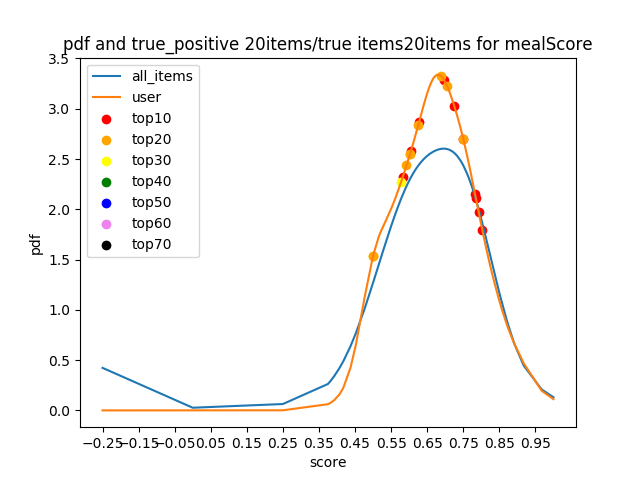 pdf and true_positive 20items/true items20items for mealScore
3.5
3.0
2.5
2.0
1.5
1.0
0.5
0.0
pdf
all_items
user
top10
top20
top30
top40
top50
top60
top70
−0.25 −0.15 −0.05 0.05 0.15 0.25 0.35 0.45 0.55 0.65 0.75 0.85 0.95
score